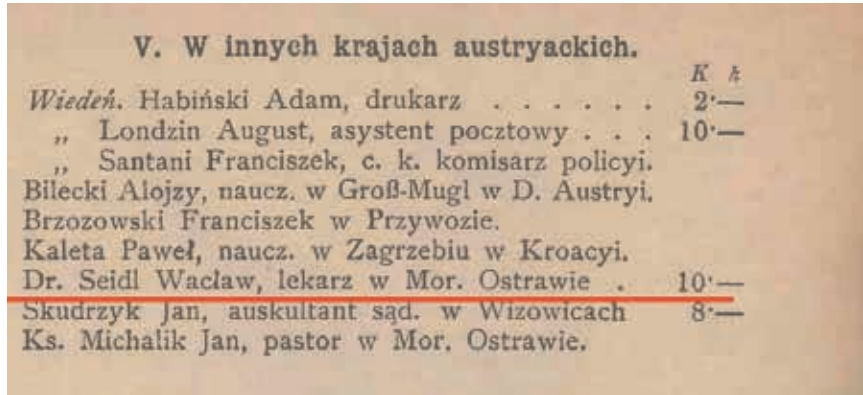 V. W innych krajach austryackich.
K h
Wiedeń. Habiński Adam, drukarz . . . . . . 2·—
„ Londzin August, asystent pocztowy . . . 10·—
„ Santani Franciszek, c. k. komisarz policyi.
Bilecki Alojzy, naucz. w Groß-Mugl w D. Austryi.
Brzozowski Franciszek w Przywozie.
Kaleta Paweł, naucz. w Zagrzebiu w Kroacyi.
Dr. Seidl Wacław, lekarz w Mor. Ostrawie . 10·—
Skudrzyk Jan, auskultant sąd. w Wizowicach 8·—
Ks. Michalik Jan, pastor w Mor. Ostrawie.